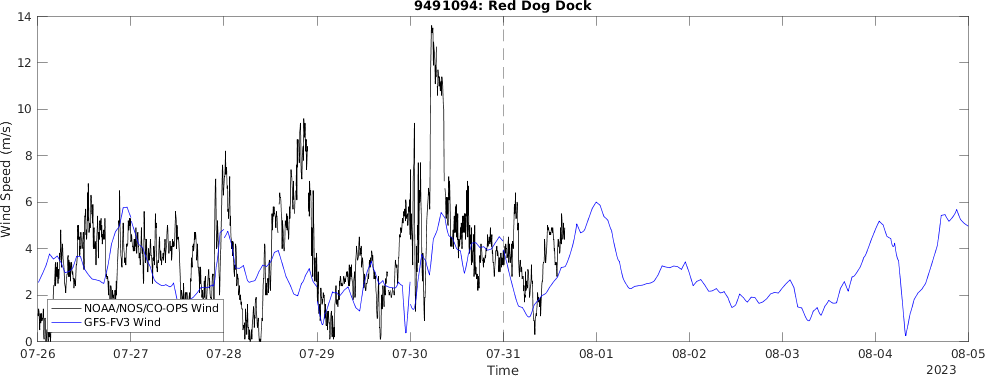 9491094: Red Dog Dock
Wind Speed (m/s)
14
12
10
8
6
4
2
0
NOAA/NOS/CO-OPS Wind
GFS-FV3 Wind
07-26 07-27 07-28 07-29 07-30 07-31 08-01 08-02 08-03 08-04 08-05
Time
2023